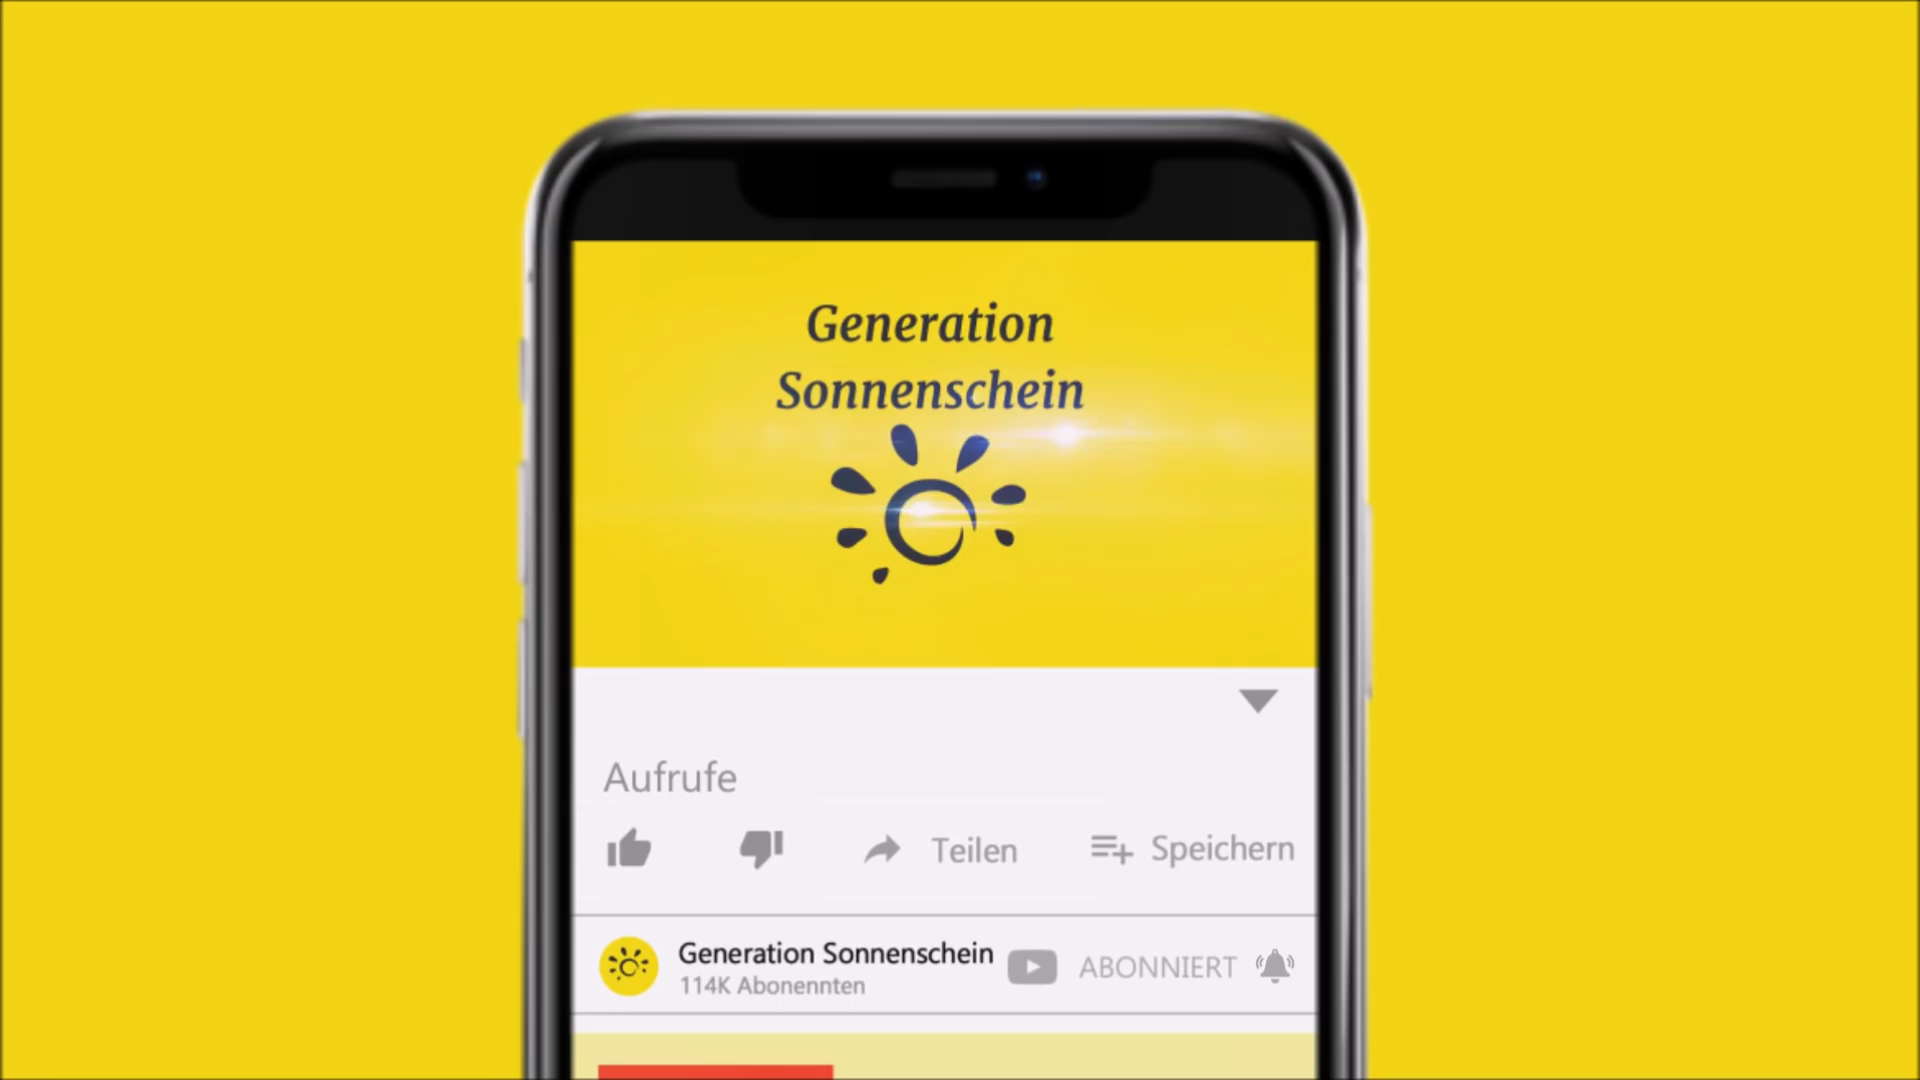 Generation
Sonnenschein
Aufrufe
Teilen
Speichern
Generation Sonnenschein
114K Abonennten
ABONNIERT